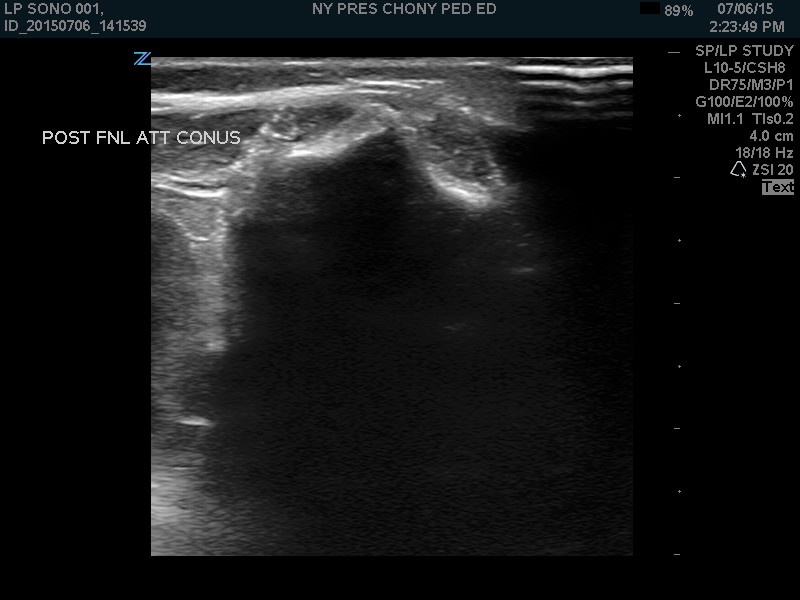 LP SONO 001,
ID_20150706_141539
NY PRES CHONY PED ED
89%
07/06/15
2:23:49 PM
SP/LP STUDY
L10-5/CSH8
DR75/M3/P1
G100/E2/100%
MI1.1 TIs0.2
4.0 cm
18/18 Hz
ZSI 20
Text
Z
POST FNL ATT CONUS